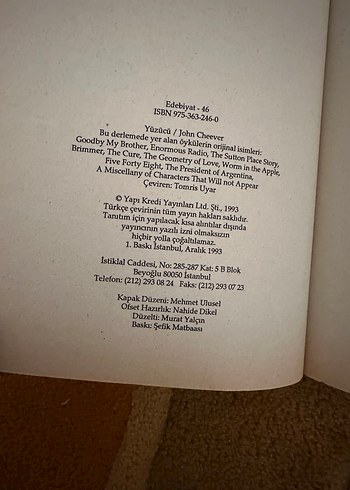 Edebiyat - 46
ISBN 975-363-246-0
Yüzücü / John Cheever
Bu derlemede yer alan öykülerin orijinal isimleri:
Goodby My Brother, Enormous Radio, The Sutton Place Story,
Brimmer, The Cure, The Geometry of Love, Worm in the Apple,
Five Forty Eight, The President of Argentina,
A Miscellany of Characters That Will not Appear
Çeviren: Tomris Uyar
© Yapı Kredi Yayınları Ltd. Şti., 1993
Türkçe çevirinin tüm yayın hakları saklıdır.
Tanıtım için yapılacak kısa alıntılar dışında
yayıncının yazılı izni olmaksızın
hiçbir yolla çoğaltılamaz.
1. Baskı İstanbul, Aralık 1993
İstiklal Caddesi, No: 285-287 Kat: 5 B Blok
Beyoğlu 80050 İstanbul
Telefon: (212) 293 08 24 Faks: (212) 293 07 23
Kapak Düzeni: Mehmet Ulusel
Ofset Hazırlık: Nahide Dikel
Düzelti: Murat Yalçın
Baskı: Şefik Matbaası